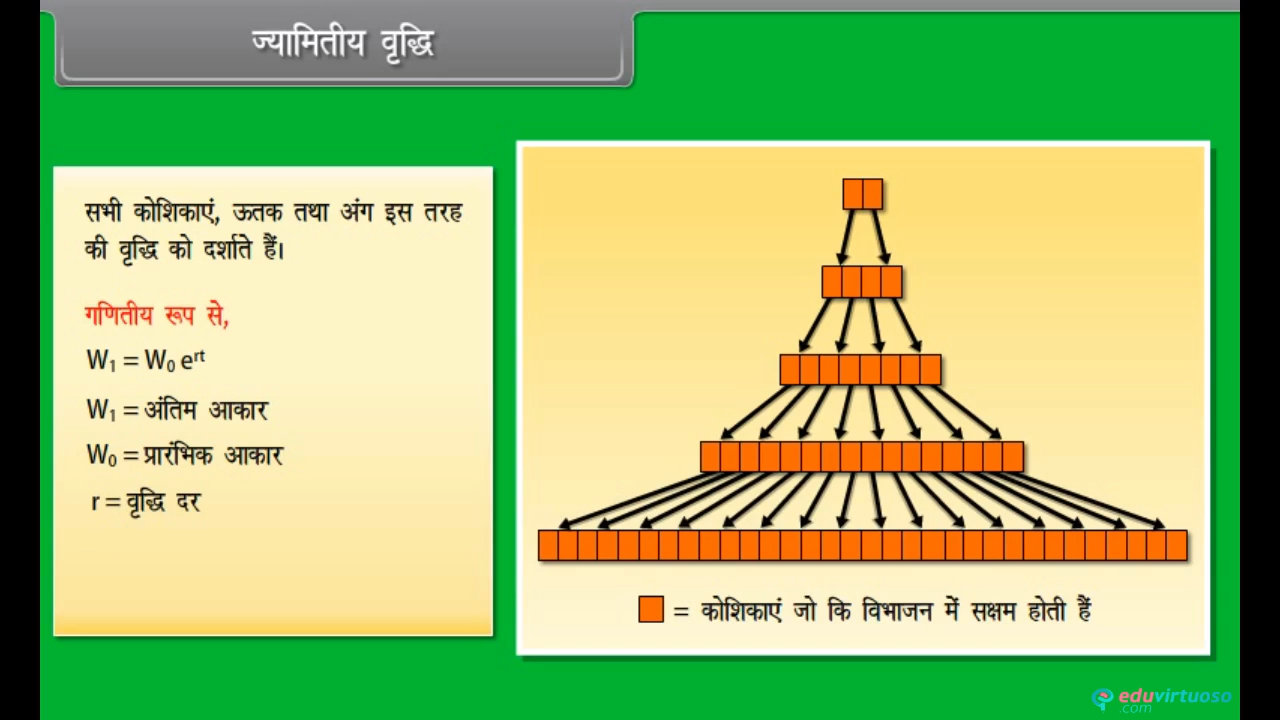 ज्यामितीय वृद्धि
सभी कोशिकाएं, ऊतक तथा अंग इस तरह
की वृद्धि को दर्शाते हैं।
गणितीय रूप से,
W₁ = W₀ eʳᵗ
W₁ = अंतिम आकार
W₀ = प्रारंभिक आकार
r = वृद्धि दर
= कोशिकाएं जो कि विभाजन में सक्षम होती हैं
eduvirtuoso
.com